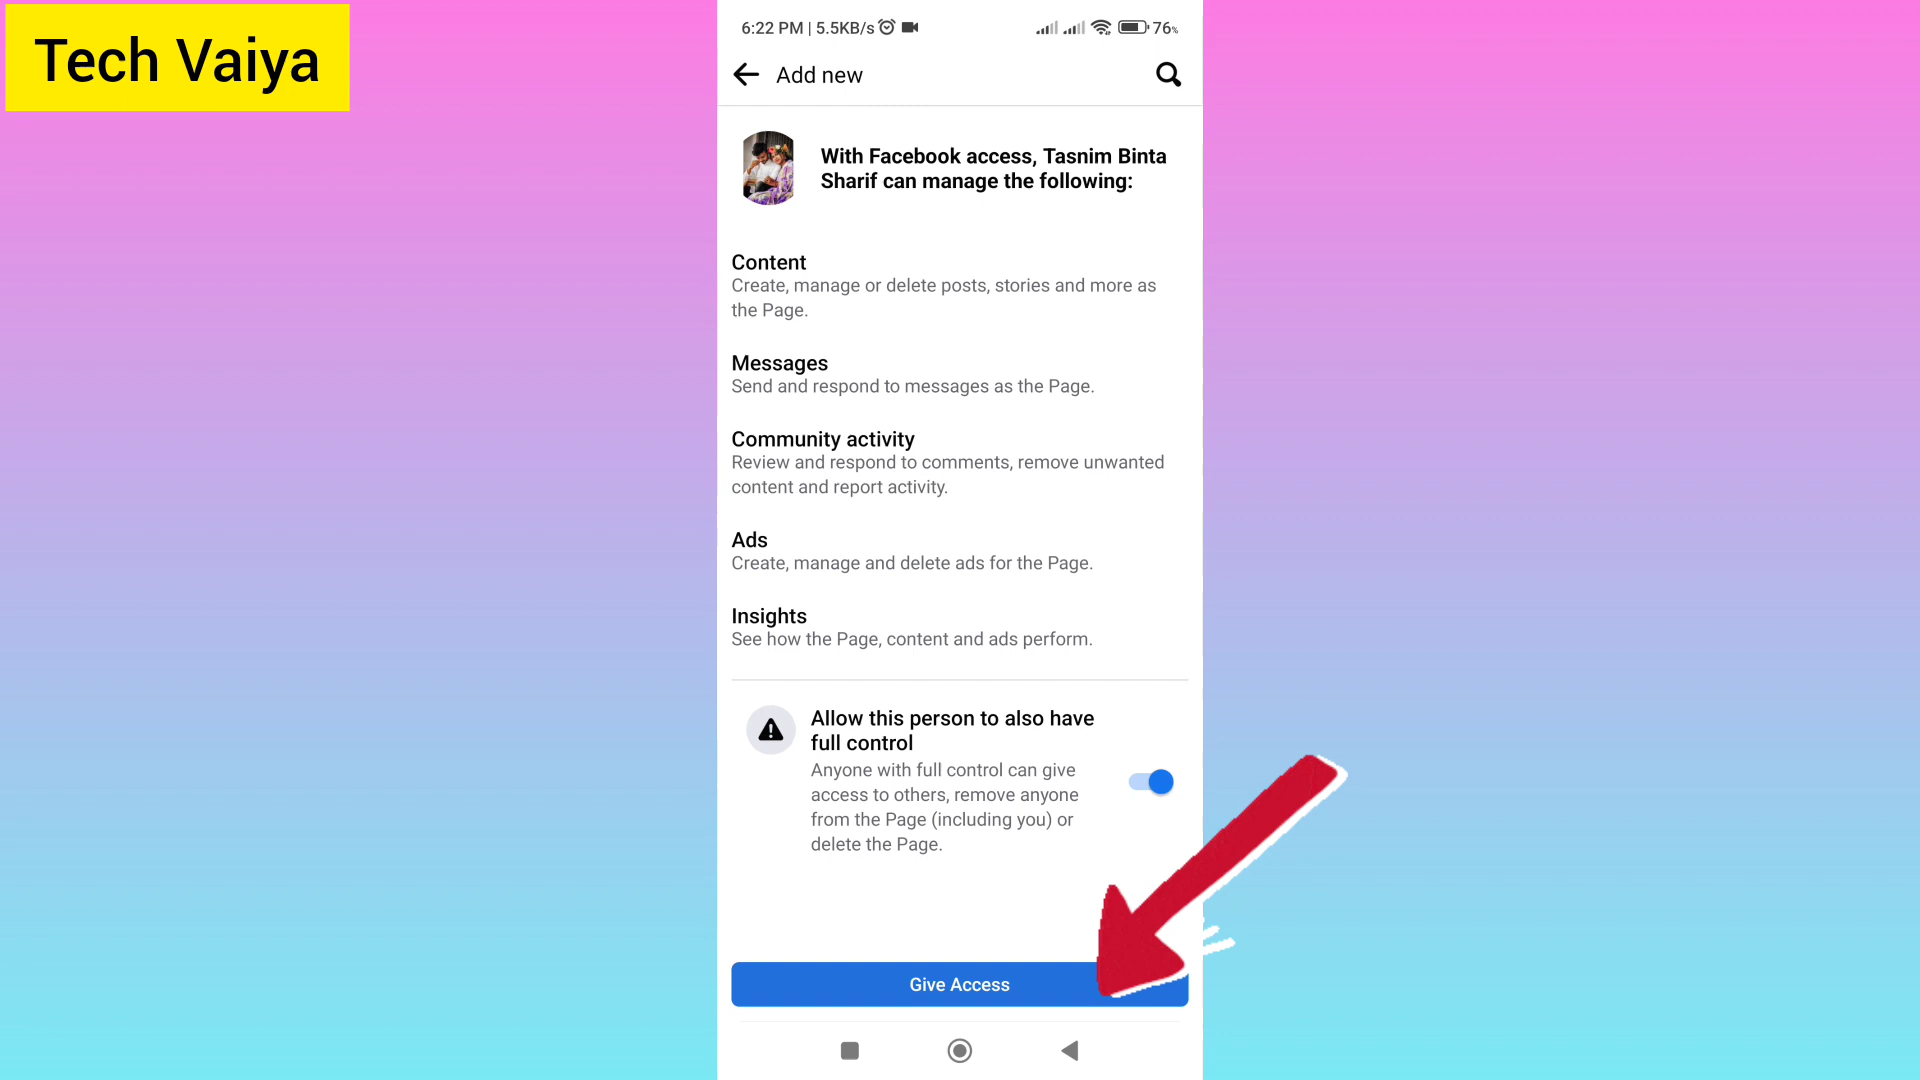 Tech Vaiya
6:22 PM | 5.5KB/s
76%
Add new
With Facebook access, Tasnim Binta
Sharif can manage the following:
Content
Create, manage or delete posts, stories and more as
the Page.
Messages
Send and respond to messages as the Page.
Community activity
Review and respond to comments, remove unwanted
content and report activity.
Ads
Create, manage and delete ads for the Page.
Insights
See how the Page, content and ads perform.
Allow this person to also have
full control
Anyone with full control can give
access to others, remove anyone
from the Page (including you) or
delete the Page.
Give Access